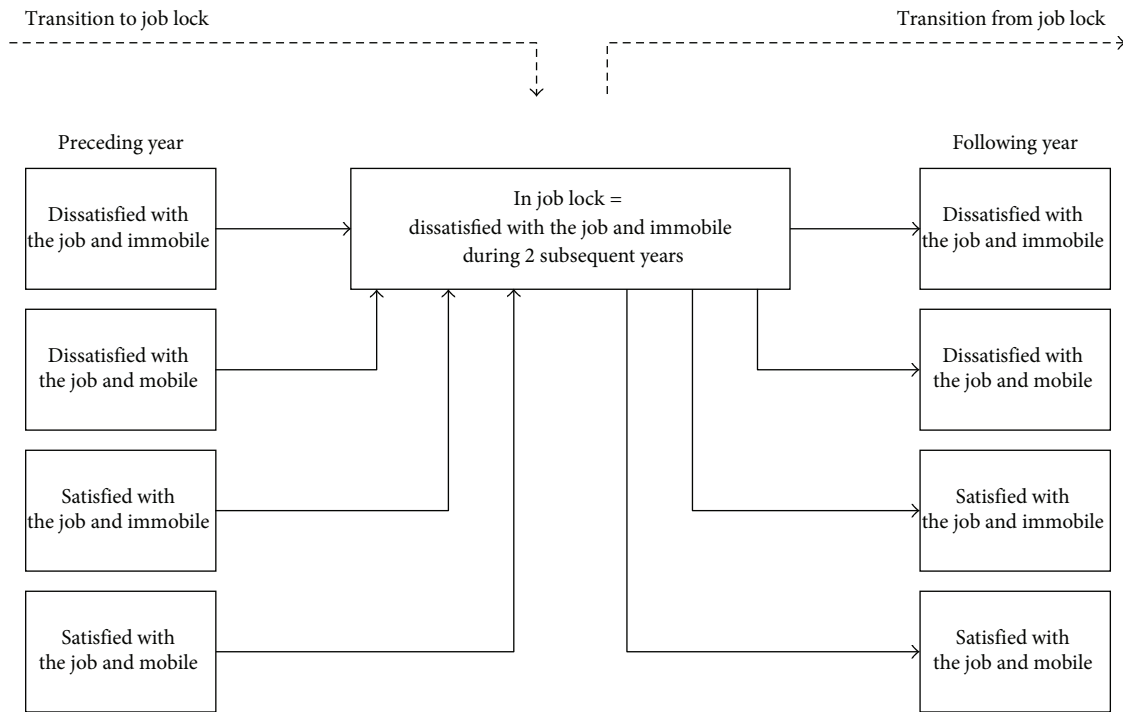 Transition to job lock
Transition from job lock
Preceding year
Following year
Dissatisfied with
the job and immobile
In job lock =
dissatisfied with the job and immobile
during 2 subsequent years
Dissatisfied with
the job and immobile
Dissatisfied with
the job and mobile
Dissatisfied with
the job and mobile
Satisfied with
the job and immobile
Satisfied with
the job and immobile
Satisfied with
the job and mobile
Satisfied with
the job and mobile